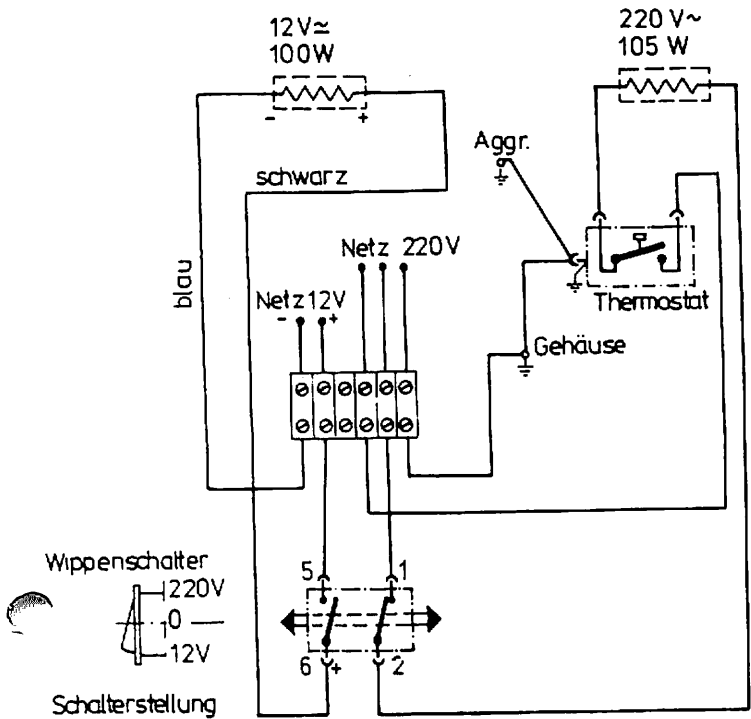 12V≃
100W
- +
220 V~
105 W
Aggr.
schwarz
blau
Netz 220V
Netz 12V
- +
Thermostat
Gehäuse
Wippenschalter
220V
0
12V
Schalterstellung
5 1
6 + 2